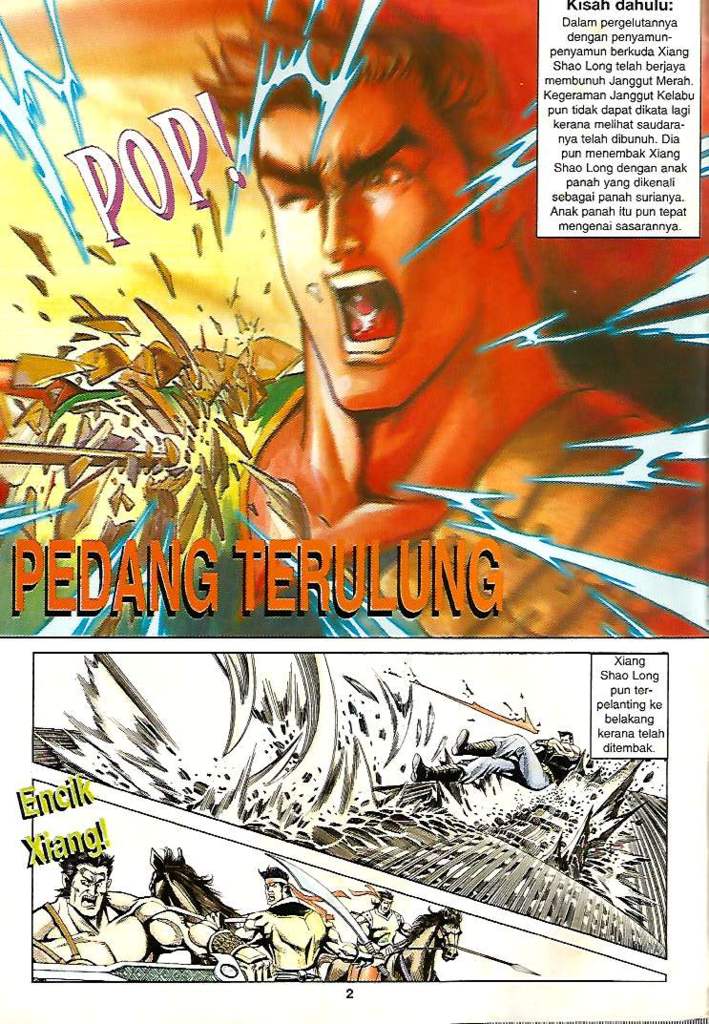 Kisah dahulu:
Dalam pergelutannya
dengan penyamun-
penyamun berkuda Xiang
Shao Long telah berjaya
membunuh Janggut Merah.
Kegeraman Janggut Kelabu
pun tidak dapat dikata lagi
kerana melihat saudara-
nya telah dibunuh. Dia
pun menembak Xiang
Shao Long dengan anak
panah yang dikenali
sebagai panah surianya.
Anak panah itu pun tepat
mengenai sasarannya.
POP!
PEDANG TERULUNG
Xiang
Shao Long
pun ter-
pelanting ke
belakang
kerana telah
ditembak.
Encik
Xiang!
2